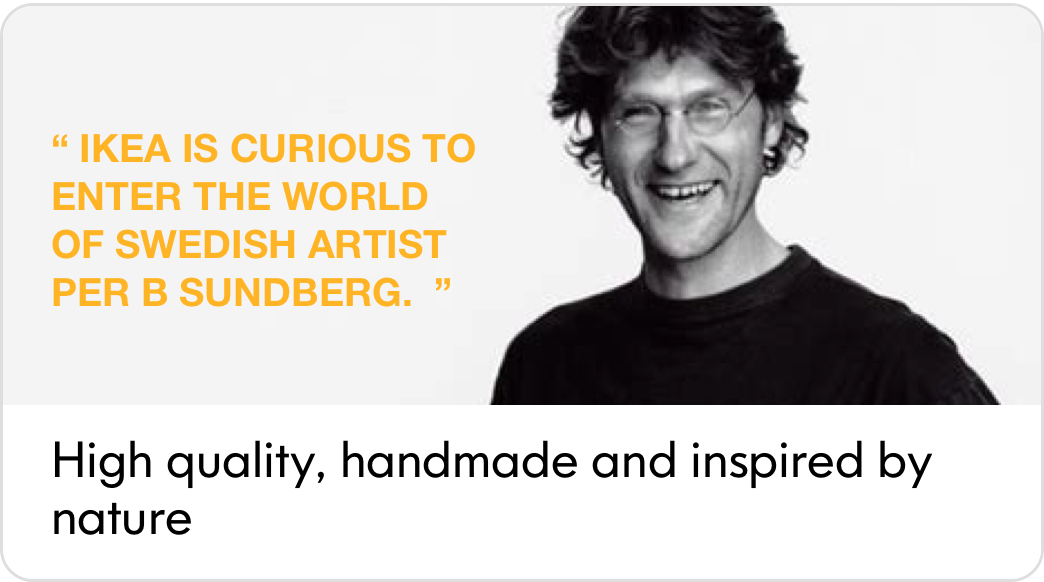 “ IKEA IS CURIOUS TO
ENTER THE WORLD
OF SWEDISH ARTIST
PER B SUNDBERG.  ”
High quality, handmade and inspired by
nature